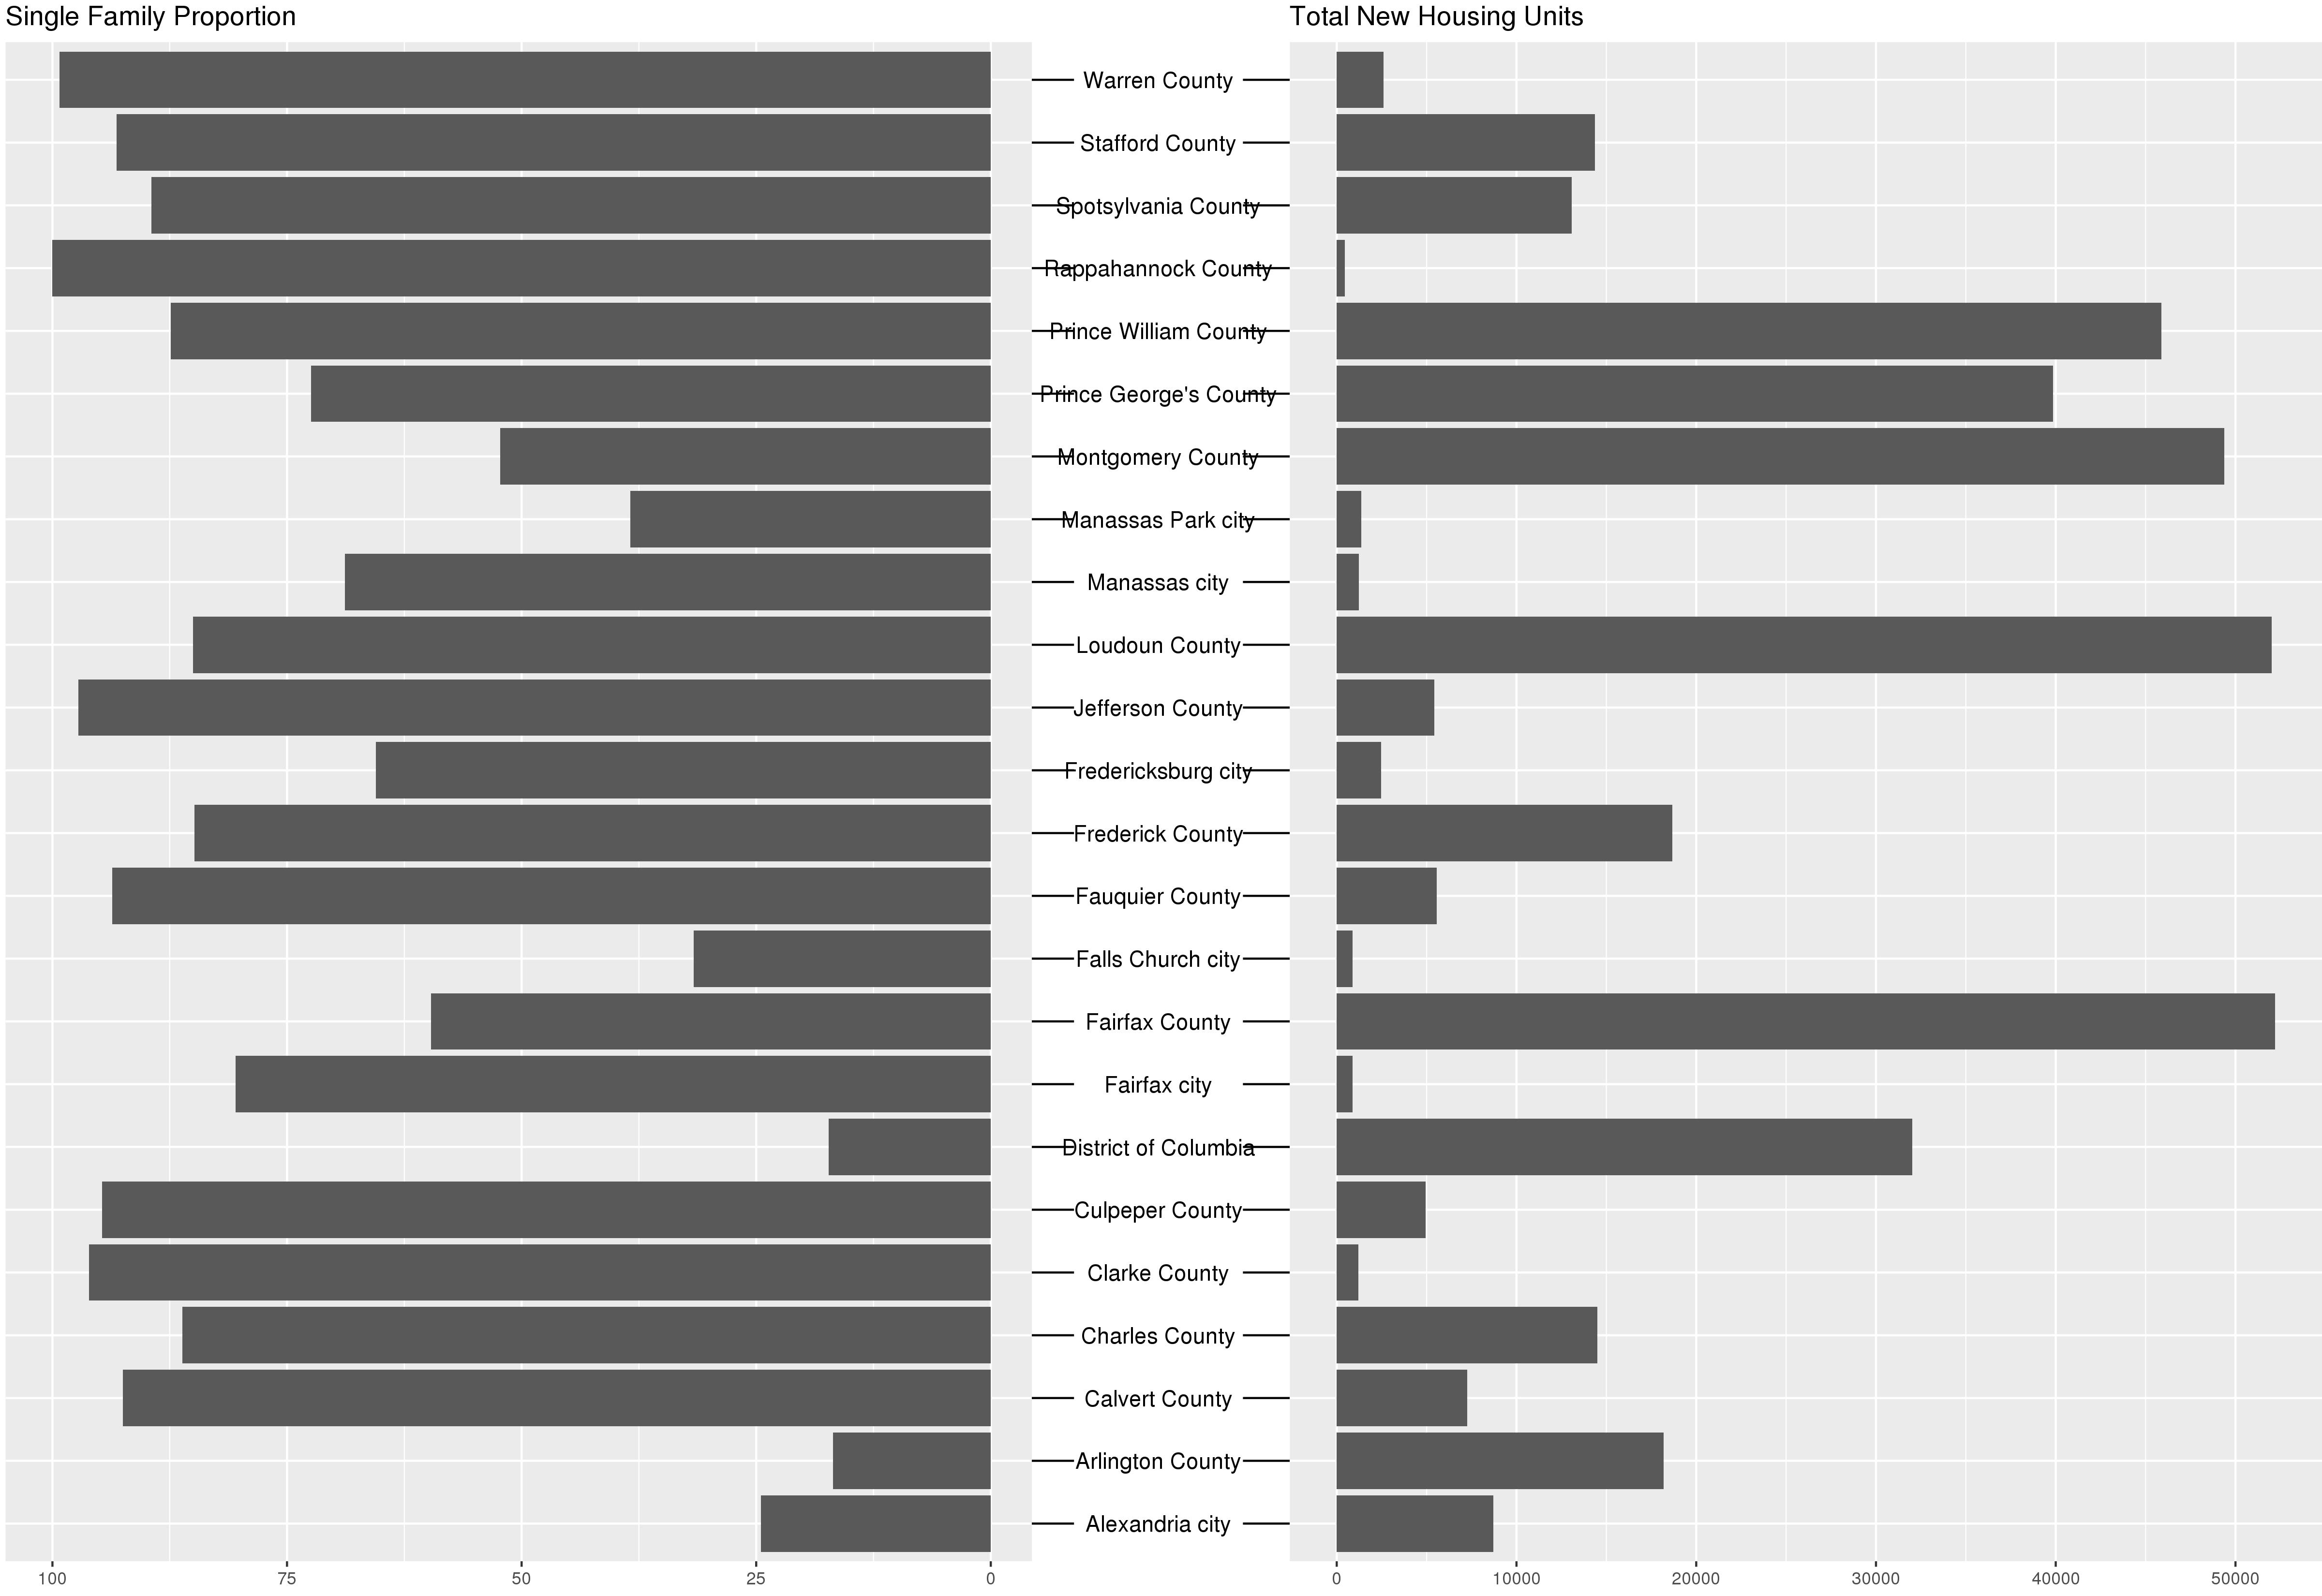 Single Family Proportion
Total New Housing Units
Warren County
Stafford County
Spotsylvania County
Rappahannock County
Prince William County
Prince George's County
Montgomery County
Manassas Park city
Manassas city
Loudoun County
Jefferson County
Fredericksburg city
Frederick County
Fauquier County
Falls Church city
Fairfax County
Fairfax city
District of Columbia
Culpeper County
Clarke County
Charles County
Calvert County
Arlington County
Alexandria city
100 75 50 25 0
0 10000 20000 30000 40000 50000